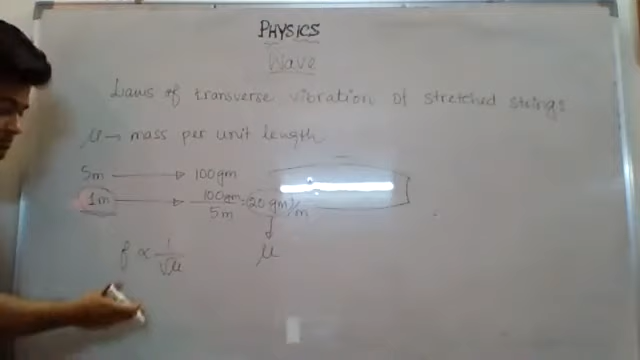 PHYSICS
Wave
Laws of transverse vibration of stretched strings
μ → mass per unit length
5m → 100gm
1m → 100gm/5m = 20 gm/m
f ∝ 1/√μ
μ